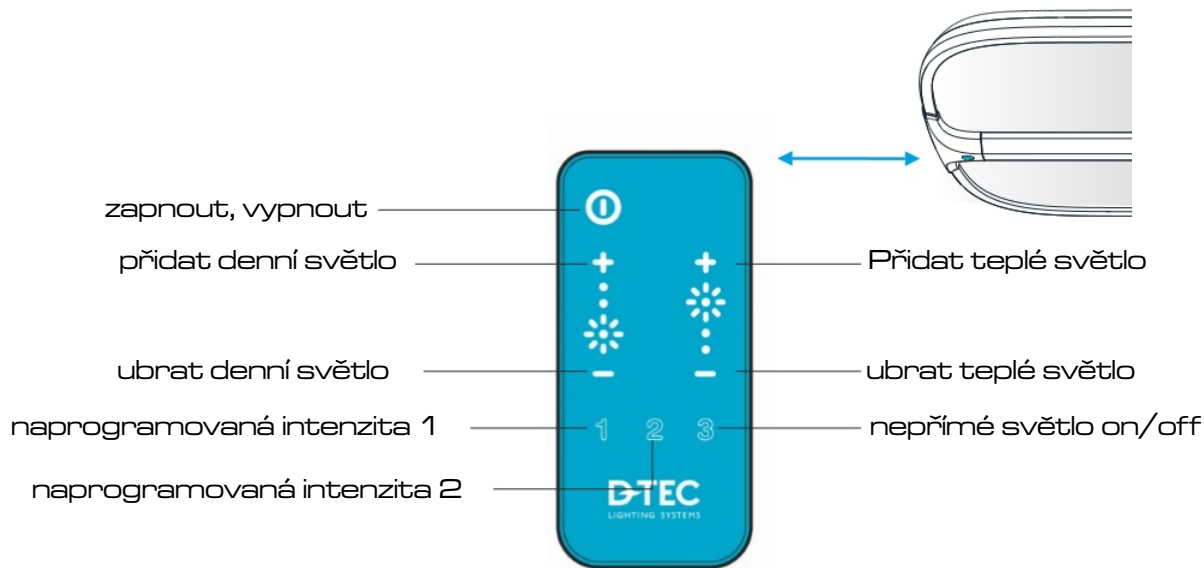 zapnout, vypnout
přidat denní světlo
Přidat teplé světlo
ubrat denní světlo
ubrat teplé světlo
naprogramovaná intenzita 1
1 2 3
nepřímé světlo on/off
naprogramovaná intenzita 2
D-TEC
LIGHTING SYSTEMS